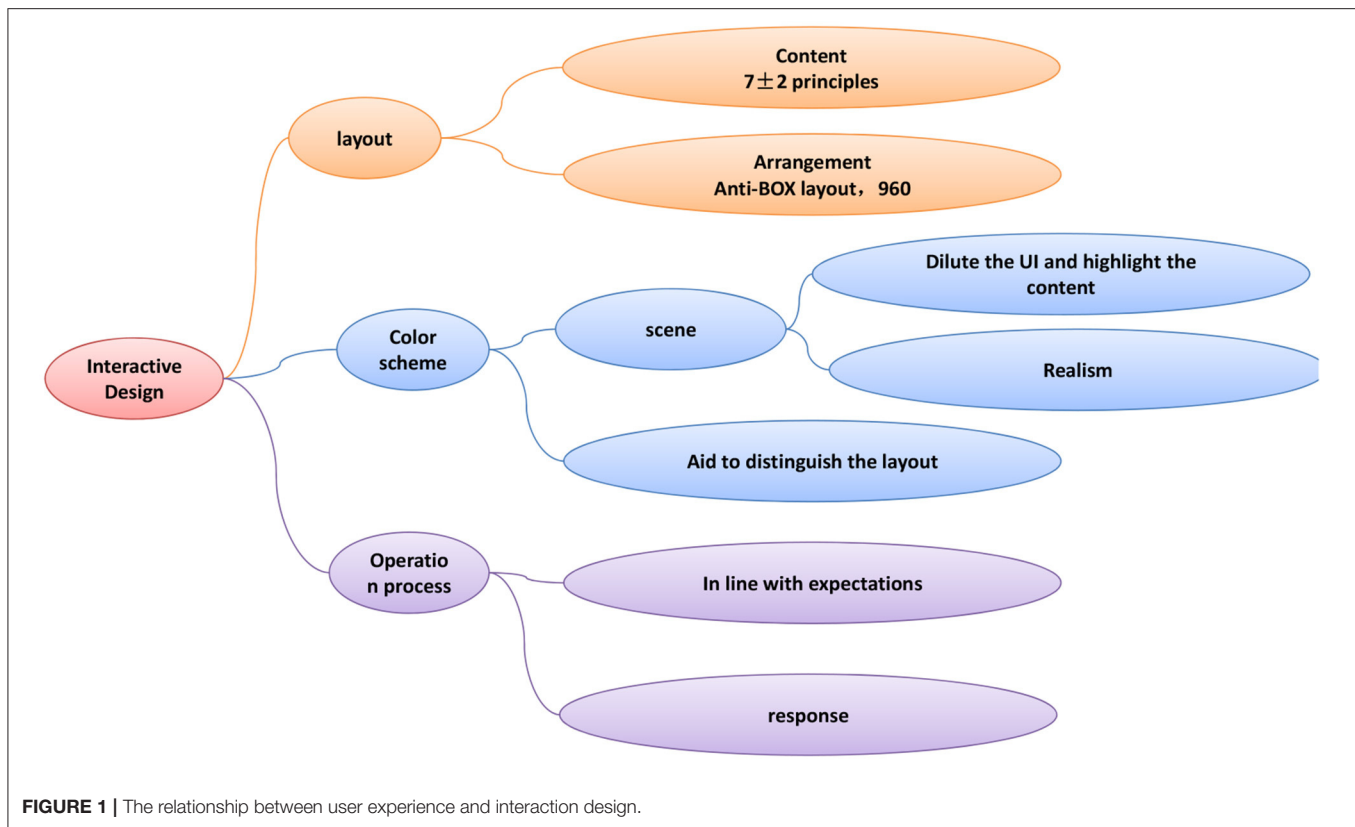 Content
7±2 principles
layout
Arrangement
Anti-BOX layout，960
Dilute the UI and highlight the
content
scene
Color
scheme
Realism
Interactive
Design
Aid to distinguish the layout
Operatio
n process
In line with expectations
response
FIGURE 1 | The relationship between user experience and interaction design.